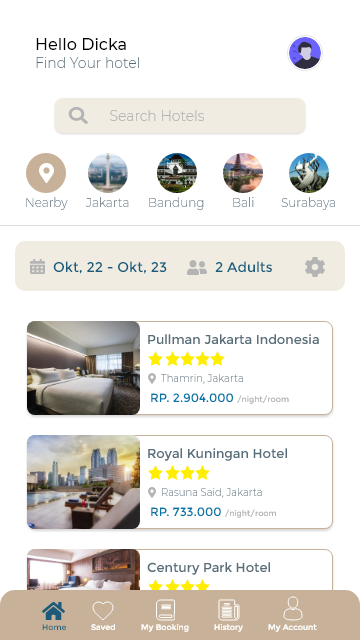 Hello Dicka
Find Your hotel
Search Hotels
Nearby Jakarta Bandung Bali Surabaya
Okt, 22 - Okt, 23 2 Adults
Pullman Jakarta Indonesia
Thamrin, Jakarta
RP. 2.904.000 /night/room
Royal Kuningan Hotel
Rasuna Said, Jakarta
RP. 733.000 /night/room
Century Park Hotel
Home Saved My Booking History My Account